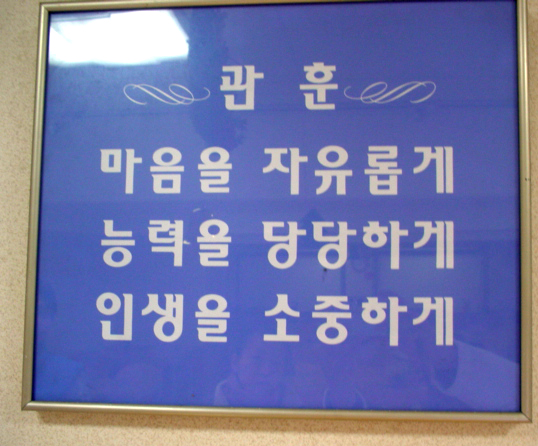 관 훈
마음을 자유롭게
능력을 당당하게
인생을 소중하게